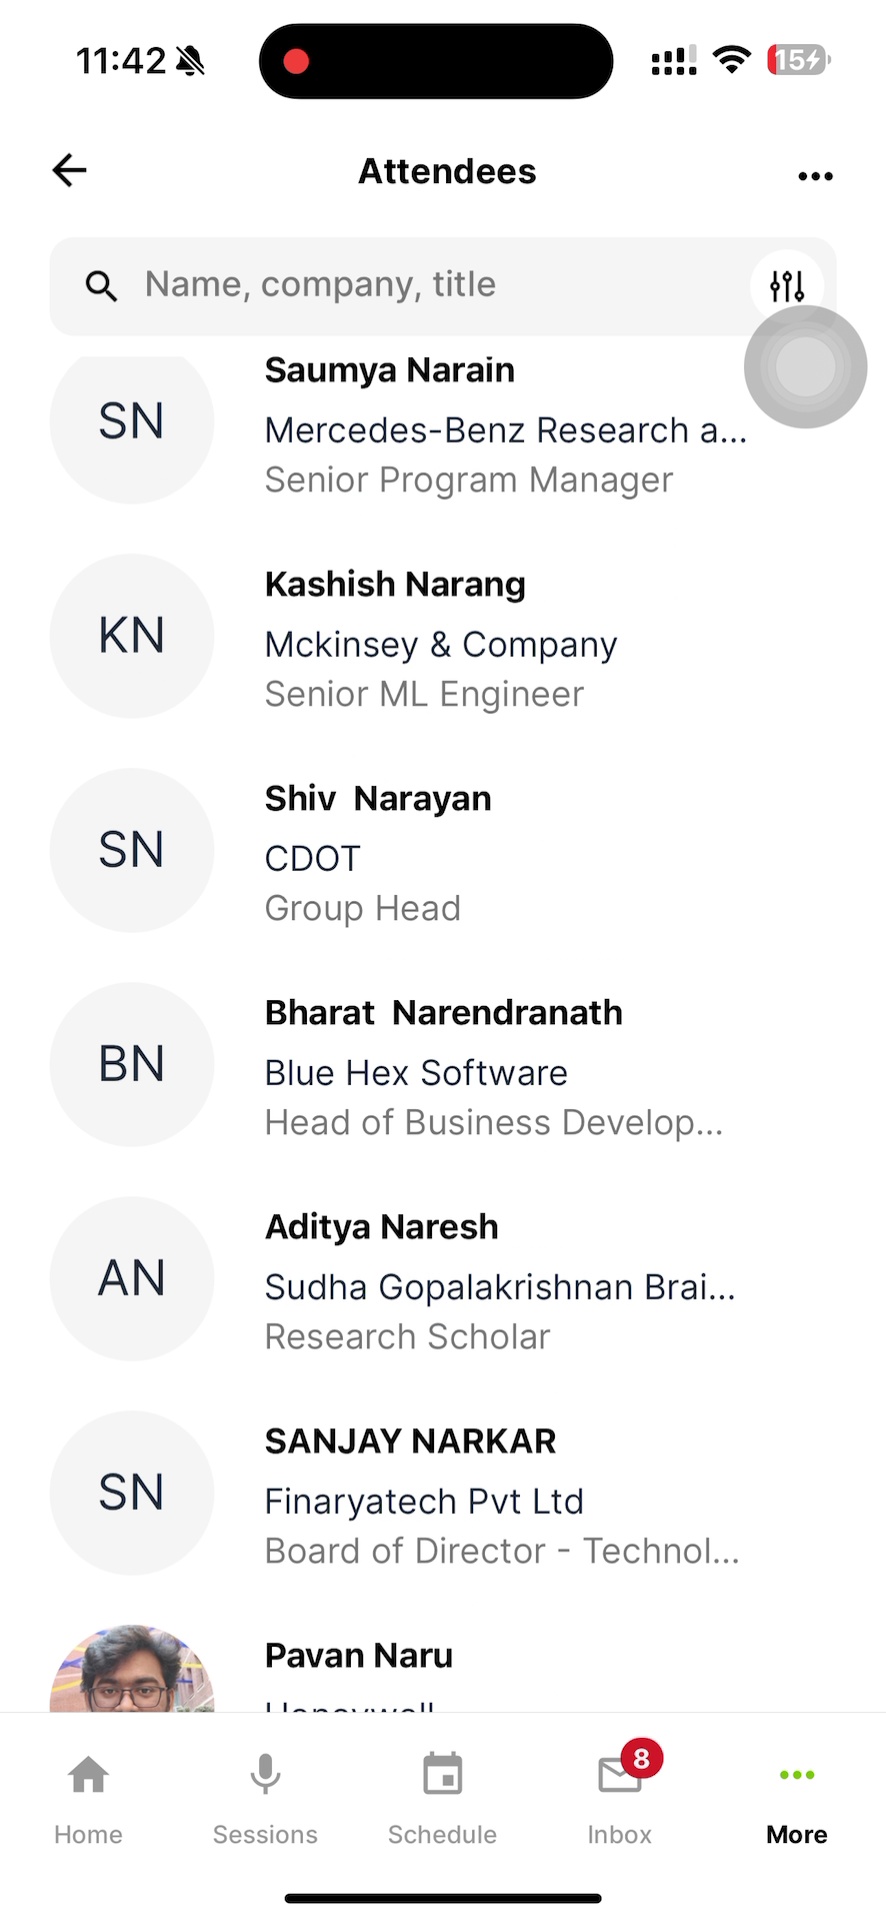 11:42
15
Attendees
Name, company, title
SN
Saumya Narain
Mercedes-Benz Research a...
Senior Program Manager
KN
Kashish Narang
Mckinsey & Company
Senior ML Engineer
SN
Shiv  Narayan
CDOT
Group Head
BN
Bharat  Narendranath
Blue Hex Software
Head of Business Develop...
AN
Aditya Naresh
Sudha Gopalakrishnan Brai...
Research Scholar
SN
SANJAY NARKAR
Finaryatech Pvt Ltd
Board of Director - Technol...
Pavan Naru
Honeywell
8
Home Sessions Schedule Inbox More